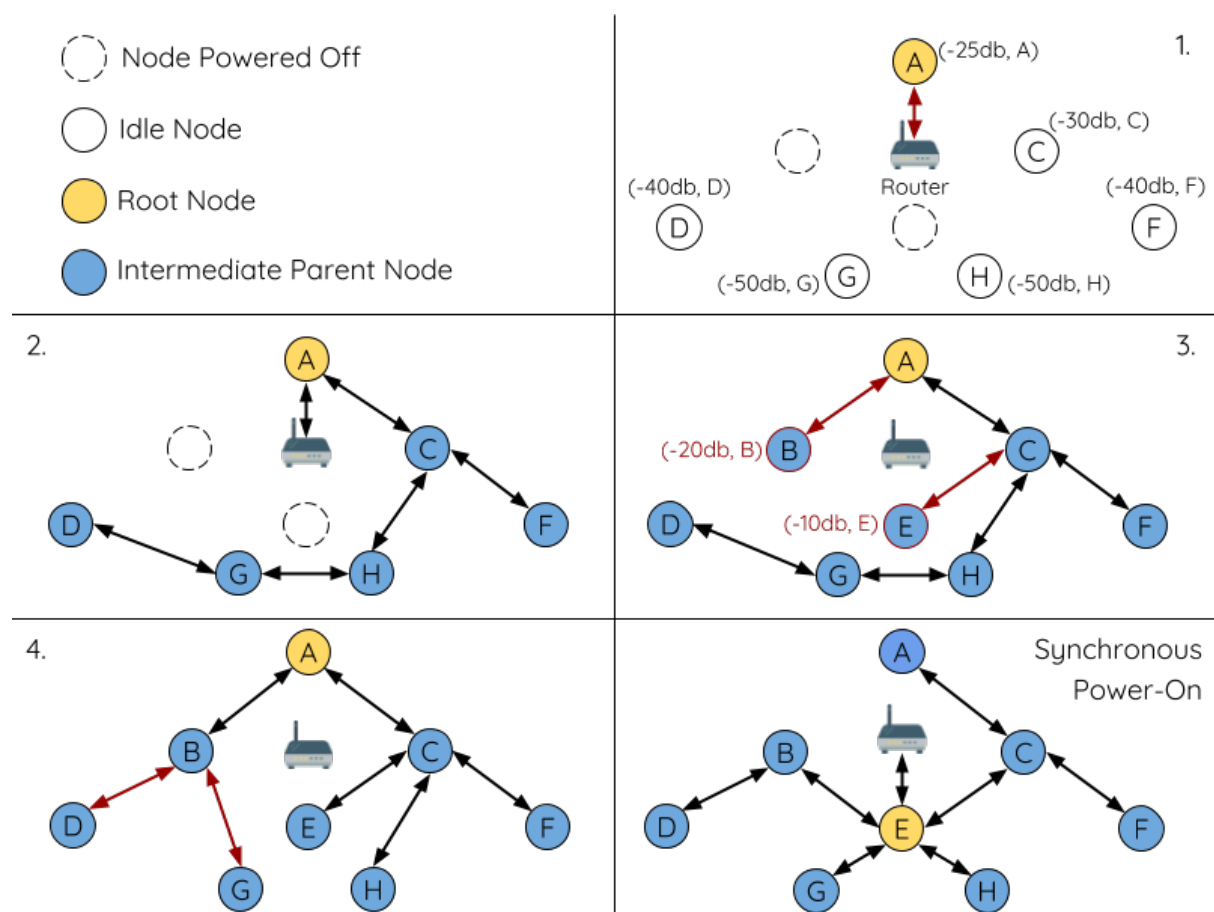 Node Powered Off
Idle Node
Root Node
Intermediate Parent Node
1.
A
(-25db, A)
(-30db, C)
C
Router
(-40db, D)
D
(-40db, F)
F
(-50db, G)
G
H
(-50db, H)
2.
A
C
D
F
G
H
3.
A
(-20db, B)
B
C
D
(-10db, E)
E
F
G
H
4.
A
B
C
D
E
F
G
H
Synchronous
Power-On
A
B
C
D
E
F
G
H